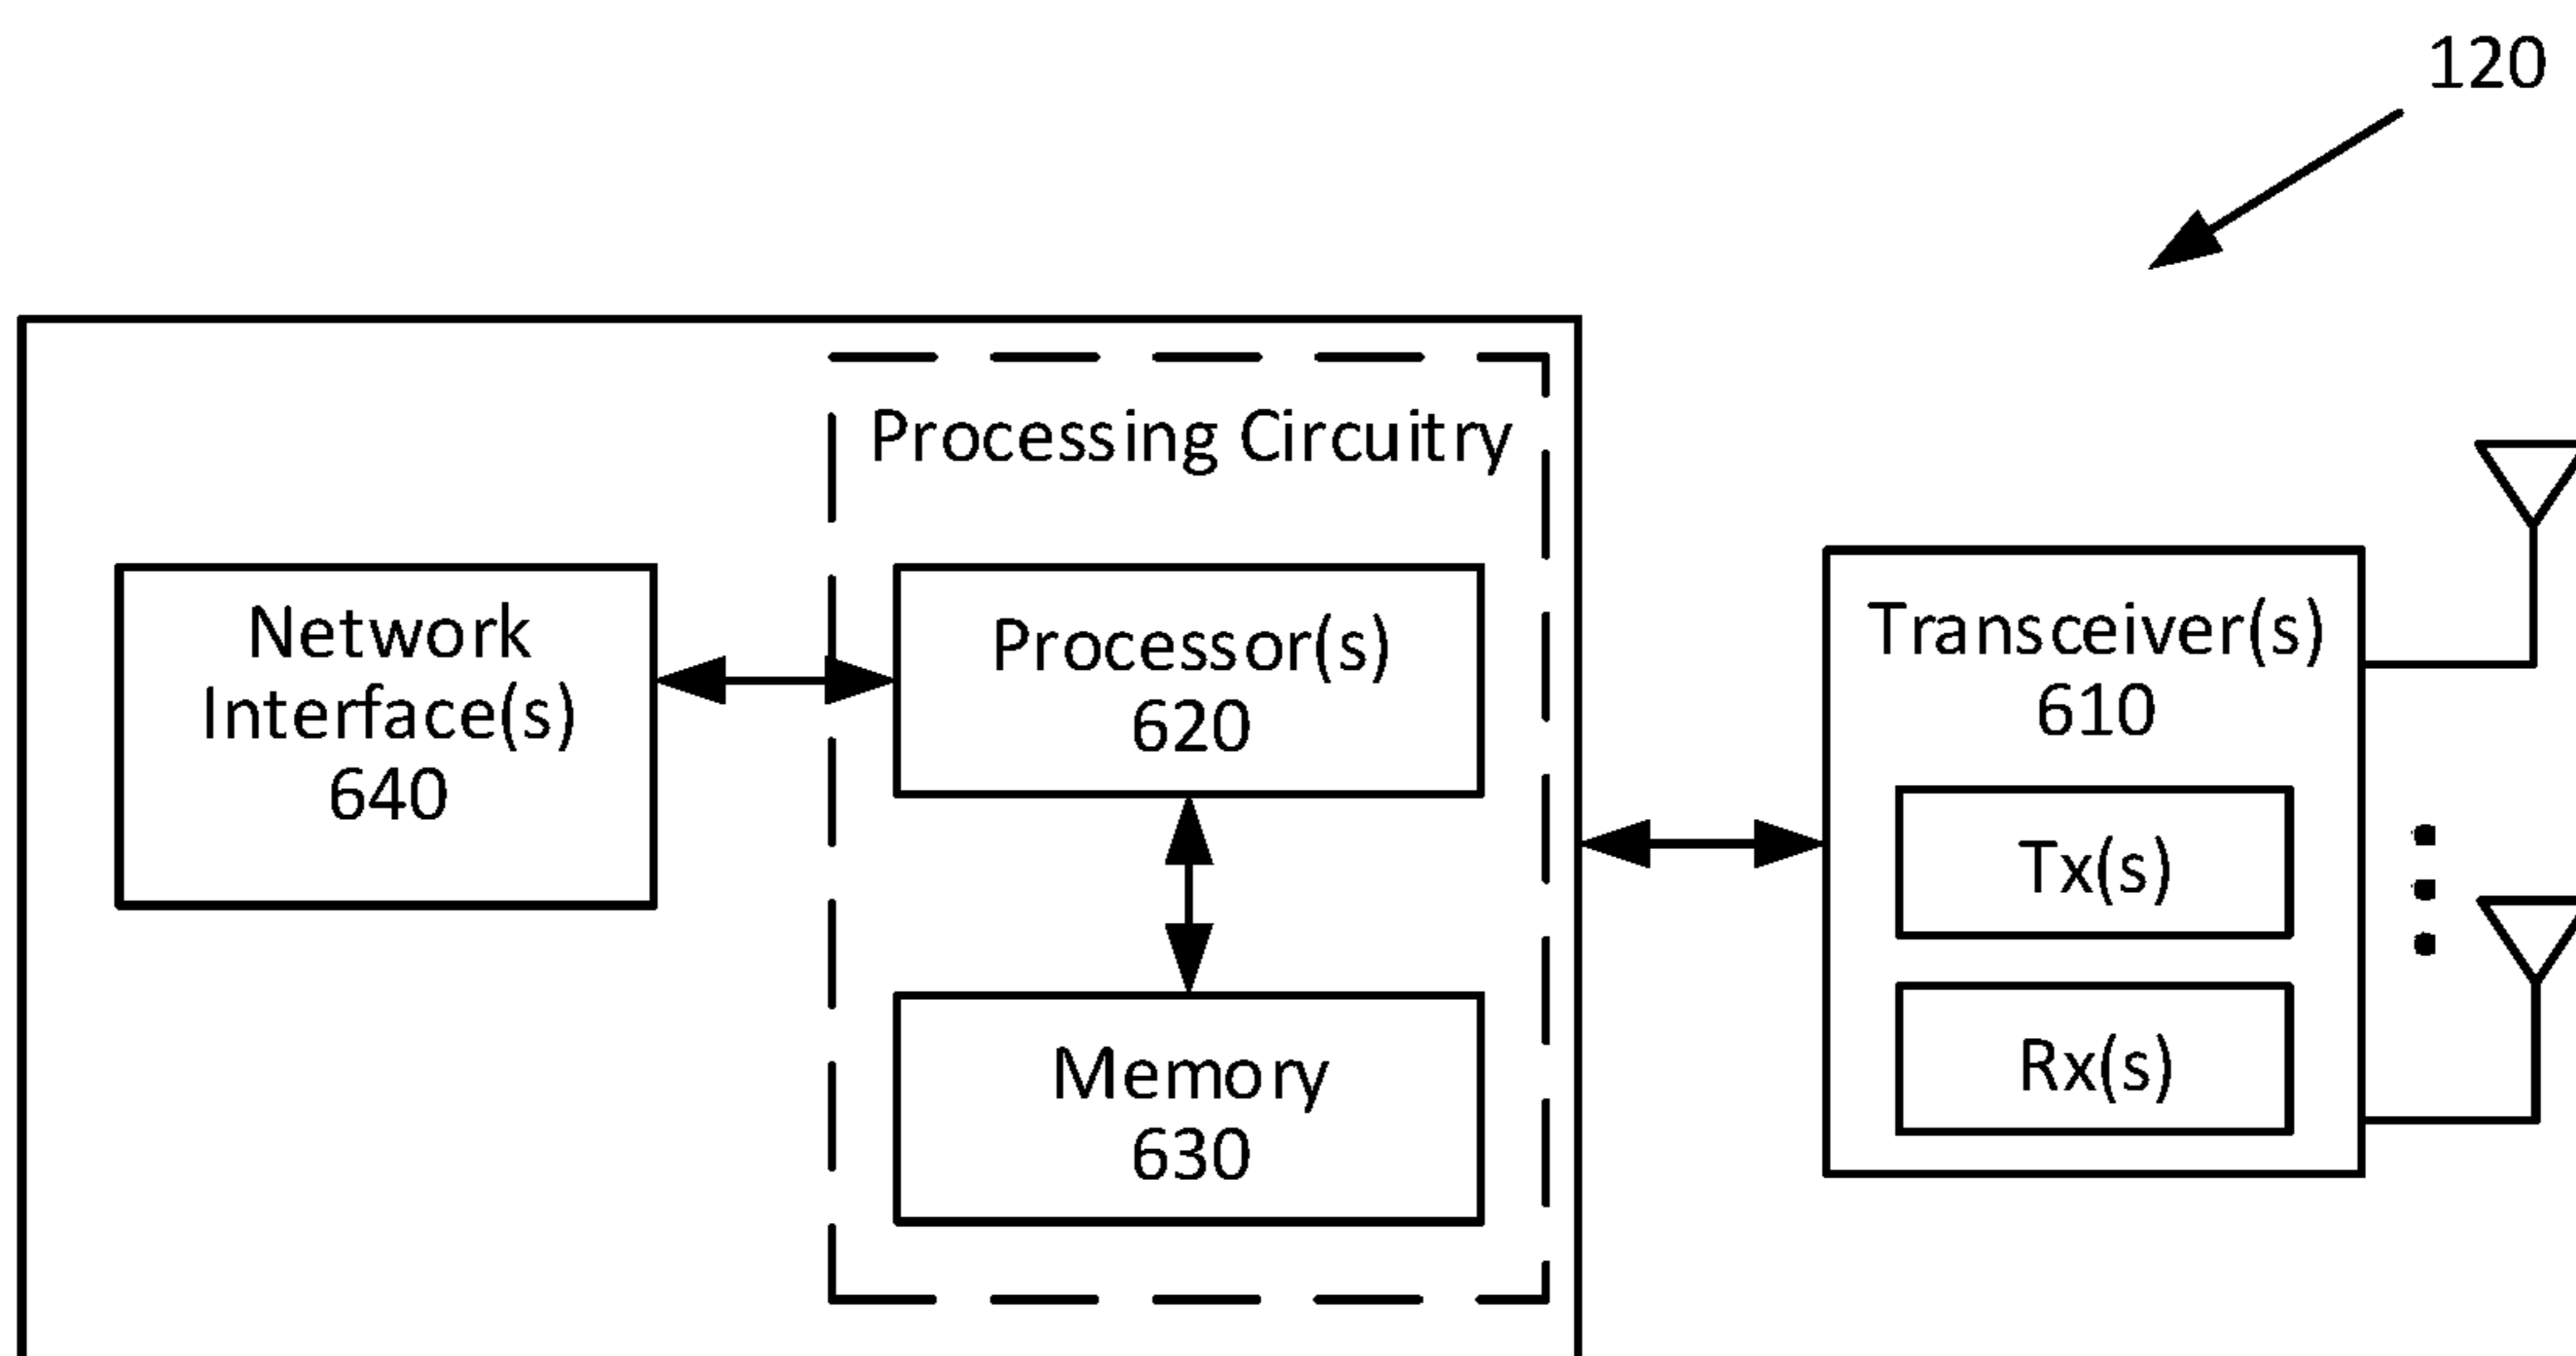 120
Processing Circuitry
Network
Interface(s)
640
Processor(s)
620
Memory
630
Transceiver(s)
610
Tx(s)
Rx(s)